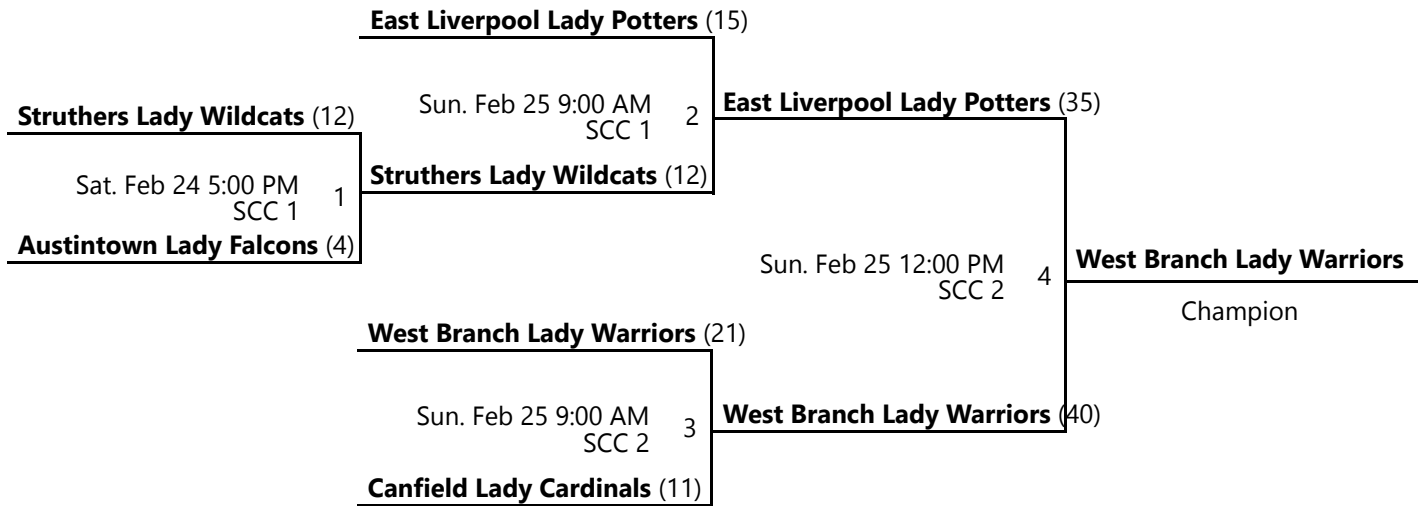 East Liverpool Lady Potters (15)
Struthers Lady Wildcats (12)
Sun. Feb 25 9:00 AM
SCC 1
2
East Liverpool Lady Potters (35)
Sat. Feb 24 5:00 PM
SCC 1
1
Struthers Lady Wildcats (12)
Austintown Lady Falcons (4)
Sun. Feb 25 12:00 PM
SCC 2
4
West Branch Lady Warriors
Champion
West Branch Lady Warriors (21)
Sun. Feb 25 9:00 AM
SCC 2
3
West Branch Lady Warriors (40)
Canfield Lady Cardinals (11)